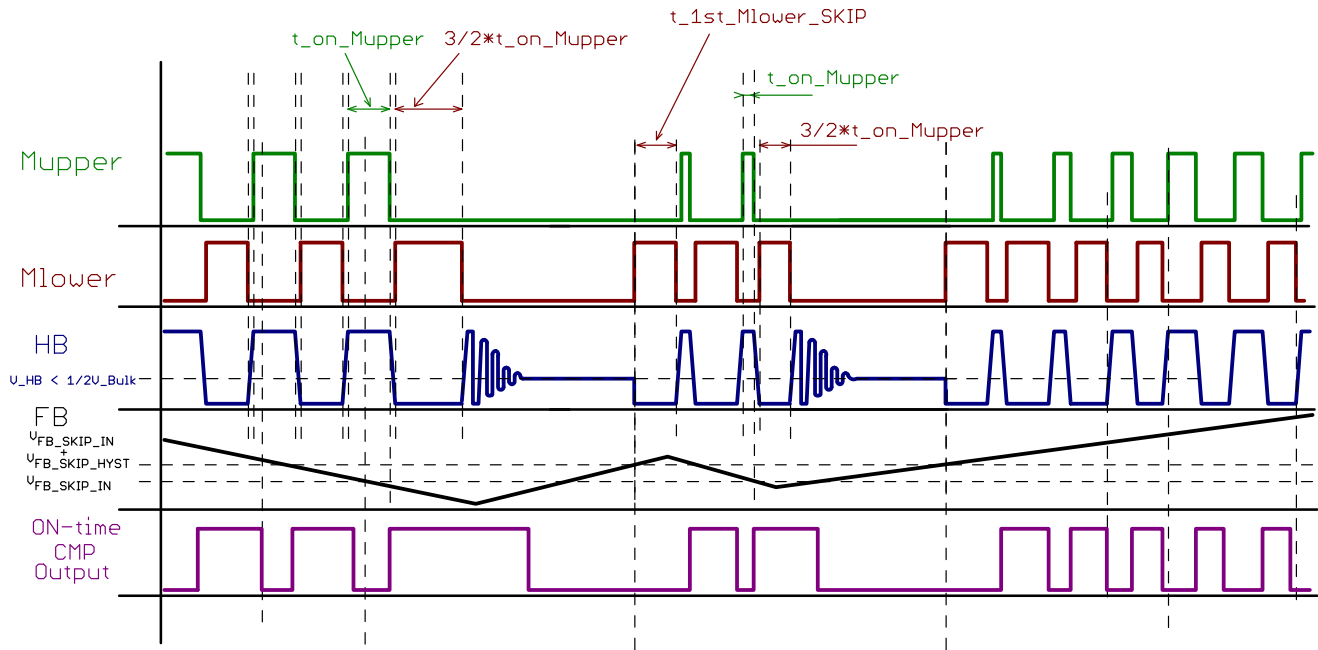 t_1st_Mlower_SKIP
t_on_Mupper
3/2*t_on_Mupper
t_on_Mupper
3/2*t_on_Mupper
Mupper
Mlower
HB
V_HB < 1/2V_Bulk
FB
VFB_SKIP_IN
+
VFB_SKIP_HYST
VFB_SKIP_IN
ON-time
CMP
Output